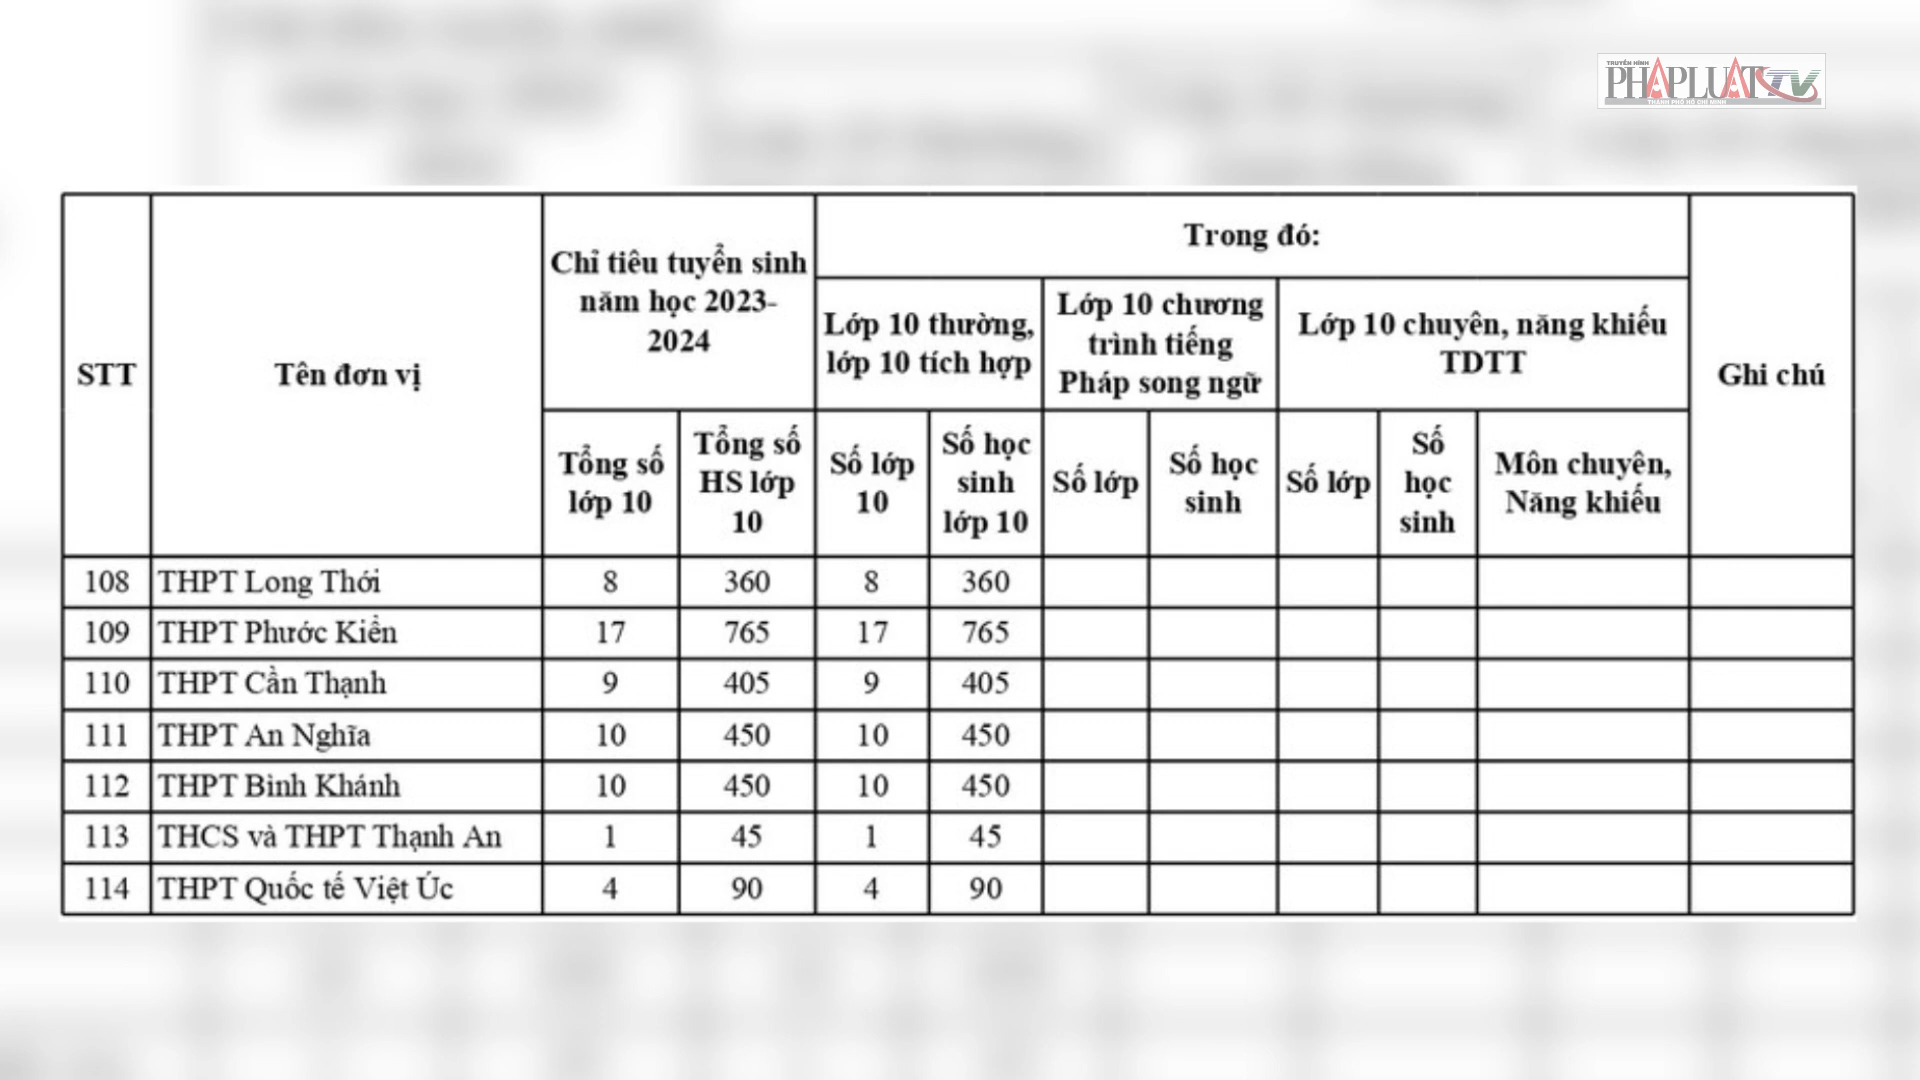 TRUYỀN HÌNH
PHÁPLUẬT TV
THÀNH PHỐ HỒ CHÍ MINH
STT
Tên đơn vị
Chỉ tiêu tuyển sinh
năm học 2023-
2024
Trong đó:
Ghi chú
Lớp 10 thường,
lớp 10 tích hợp
Lớp 10 chương
trình tiếng
Pháp song ngữ
Lớp 10 chuyên, năng khiếu
TDTT
Tổng số
lớp 10
Tổng số
HS lớp
10
Số lớp
10
Số học
sinh
lớp 10
Số lớp
Số học
sinh
Số lớp
Số
học
sinh
Môn chuyên,
Năng khiếu
108 THPT Long Thới 8 360 8 360
109 THPT Phước Kiển 17 765 17 765
110 THPT Cần Thạnh 9 405 9 405
111 THPT An Nghĩa 10 450 10 450
112 THPT Bình Khánh 10 450 10 450
113 THCS và THPT Thạnh An 1 45 1 45
114 THPT Quốc tế Việt Úc 4 90 4 90